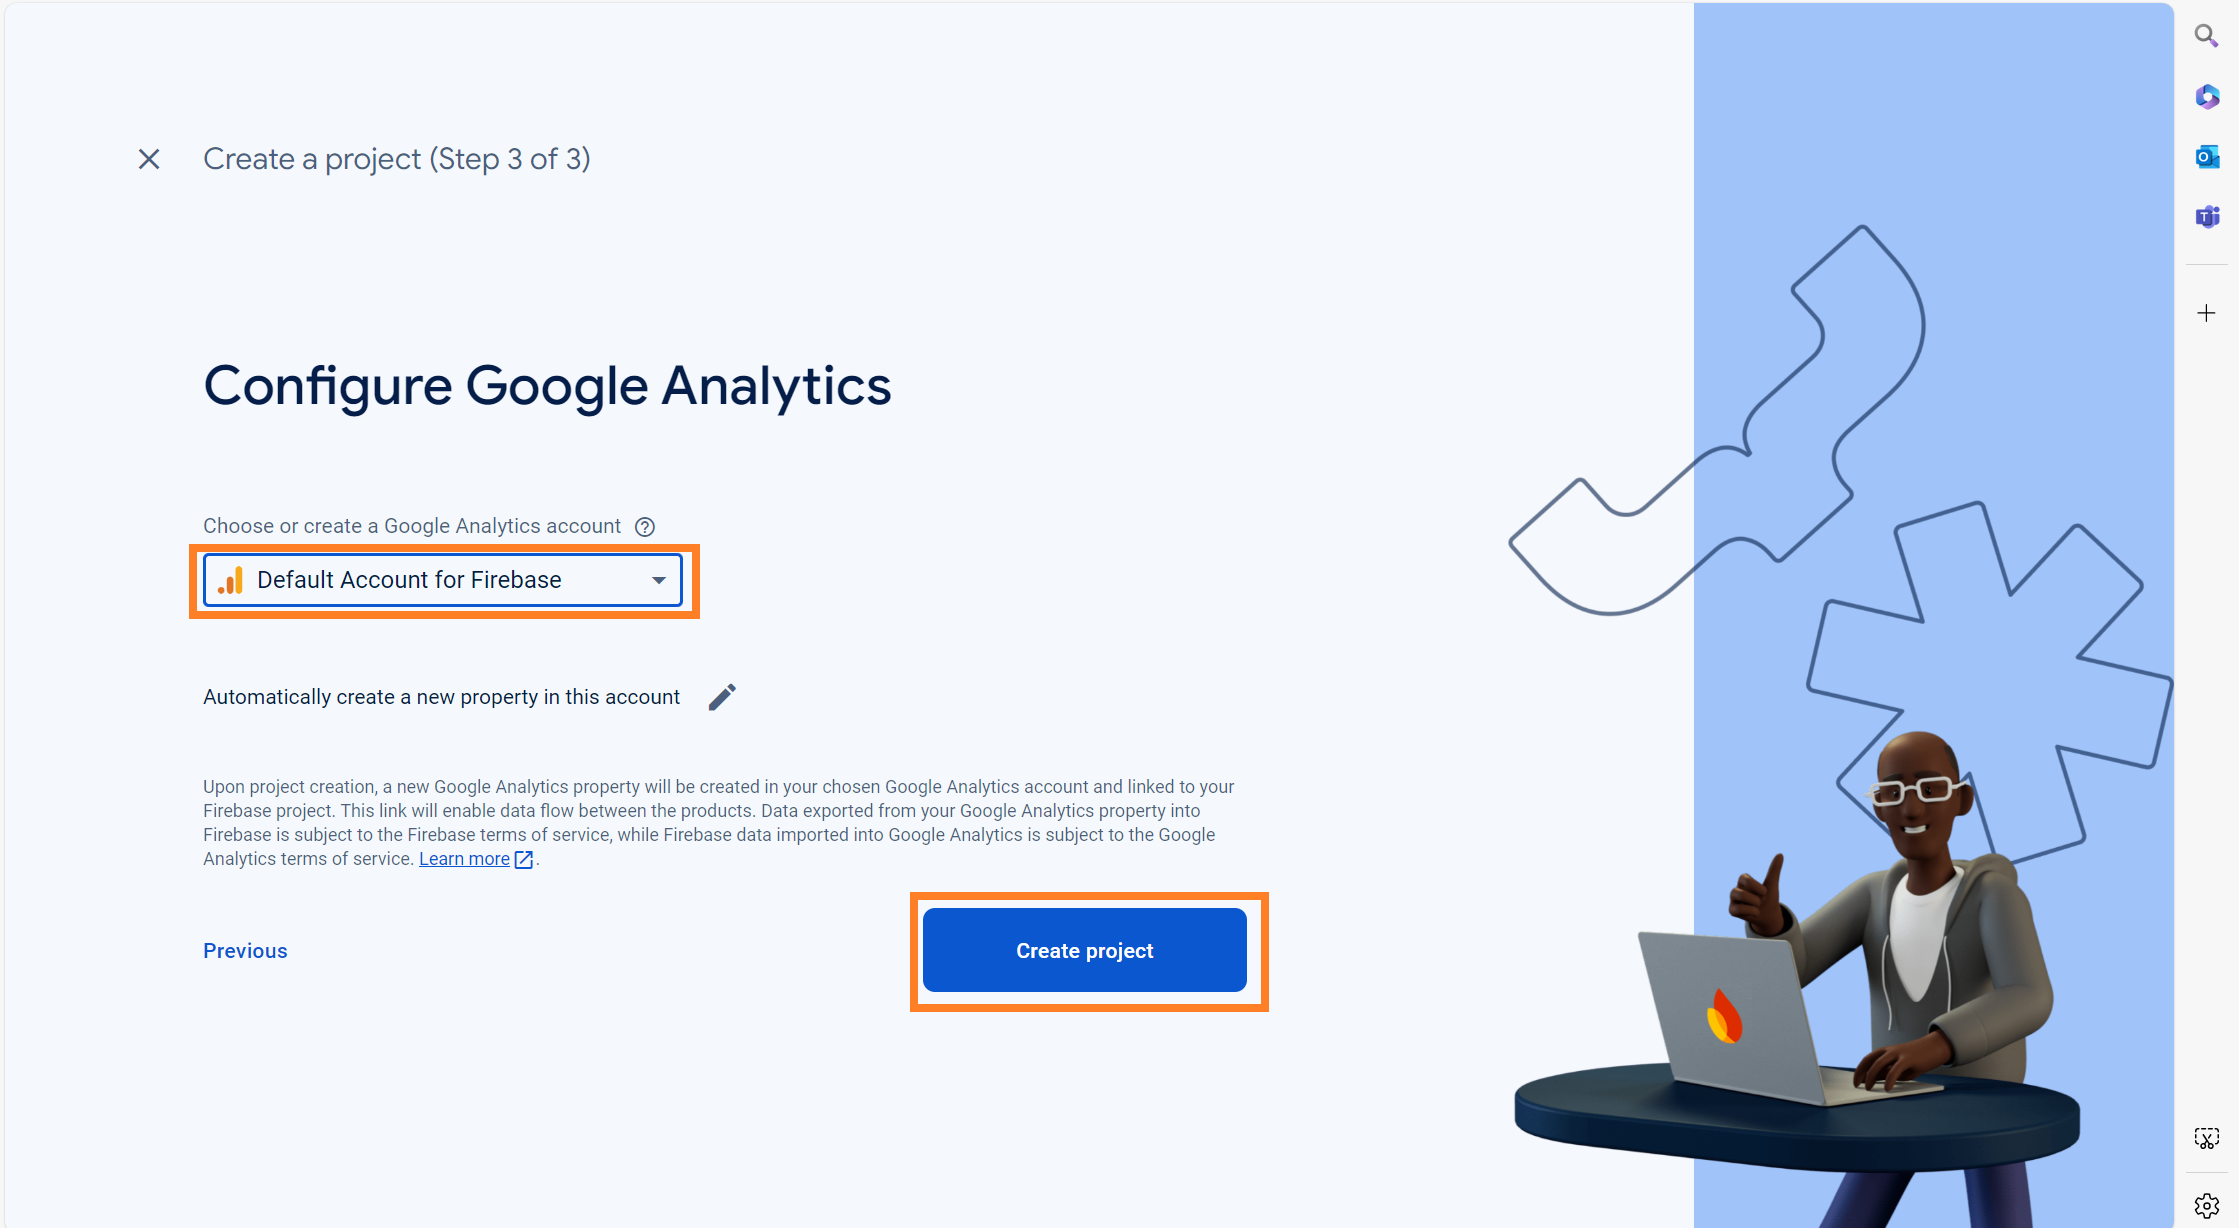 Create a project (Step 3 of 3)
Configure Google Analytics
Choose or create a Google Analytics account
Default Account for Firebase
Automatically create a new property in this account
Upon project creation, a new Google Analytics property will be created in your chosen Google Analytics account and linked to your
Firebase project. This link will enable data flow between the products. Data exported from your Google Analytics property into
Firebase is subject to the Firebase terms of service, while Firebase data imported into Google Analytics is subject to the Google
Analytics terms of service. Learn more.
Previous
Create project